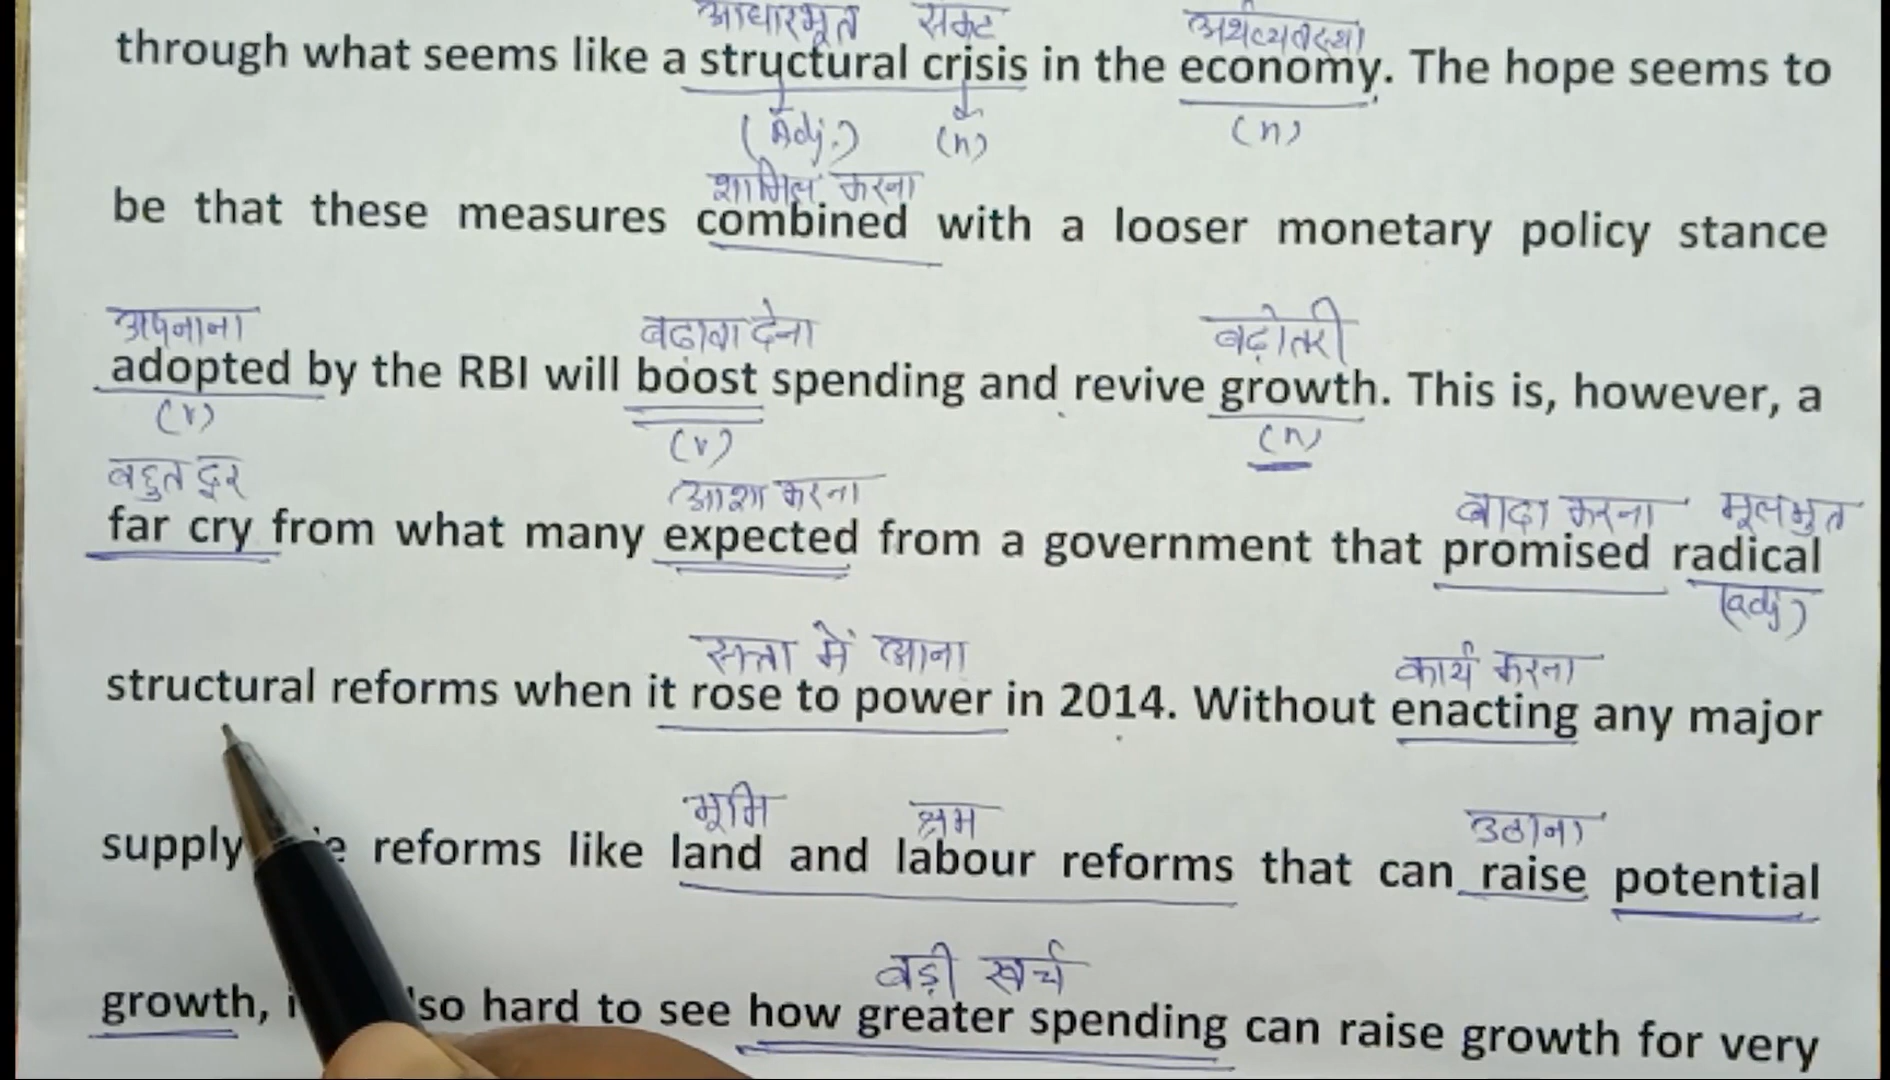 आधारभूत संकट अर्थव्यवस्था
through what seems like a structural crisis in the economy. The hope seems to
(Adj.) (n) (n)
शामिल करना
be that these measures combined with a looser monetary policy stance
अपनाना बढावा देना बढ़ोतरी
adopted by the RBI will boost spending and revive growth. This is, however, a
(v) (v) (n)
बहुत दूर आशा करना वादा करना मूलभुत
far cry from what many expected from a government that promised radical
(adj)
सत्ता में आना कार्य करना
structural reforms when it rose to power in 2014. Without enacting any major
भूमि श्रम उठाना
supply reforms like land and labour reforms that can raise potential
बड़ी खर्च
growth, so hard to see how greater spending can raise growth for very